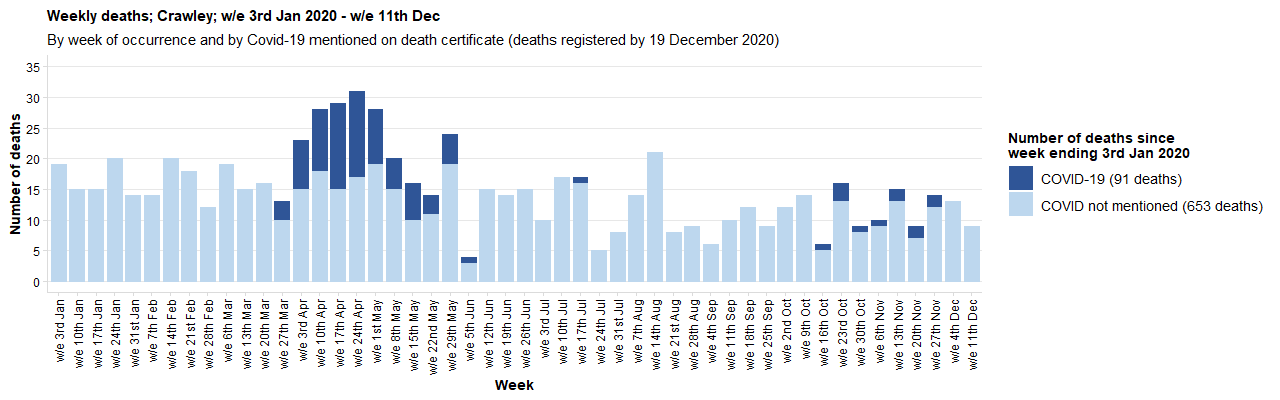 Weekly deaths; Crawley; w/e 3rd Jan 2020 - w/e 11th Dec
By week of occurrence and by Covid-19 mentioned on death certificate (deaths registered by 19 December 2020)
Number of deaths
35
30
25
20
15
10
5
0
w/e 3rd Jan
w/e 10th Jan
w/e 17th Jan
w/e 24th Jan
w/e 31st Jan
w/e 7th Feb
w/e 14th Feb
w/e 21st Feb
w/e 28th Feb
w/e 6th Mar
w/e 13th Mar
w/e 20th Mar
w/e 27th Mar
w/e 3rd Apr
w/e 10th Apr
w/e 17th Apr
w/e 24th Apr
w/e 1st May
w/e 8th May
w/e 15th May
w/e 22nd May
w/e 29th May
w/e 5th Jun
w/e 12th Jun
w/e 19th Jun
w/e 26th Jun
w/e 3rd Jul
w/e 10th Jul
w/e 17th Jul
w/e 24th Jul
w/e 31st Jul
w/e 7th Aug
w/e 14th Aug
w/e 21st Aug
w/e 28th Aug
w/e 4th Sep
w/e 11th Sep
w/e 18th Sep
w/e 25th Sep
w/e 2nd Oct
w/e 9th Oct
w/e 16th Oct
w/e 23rd Oct
w/e 30th Oct
w/e 6th Nov
w/e 13th Nov
w/e 20th Nov
w/e 27th Nov
w/e 4th Dec
w/e 11th Dec
Week
Number of deaths since
week ending 3rd Jan 2020
COVID-19 (91 deaths)
COVID not mentioned (653 deaths)